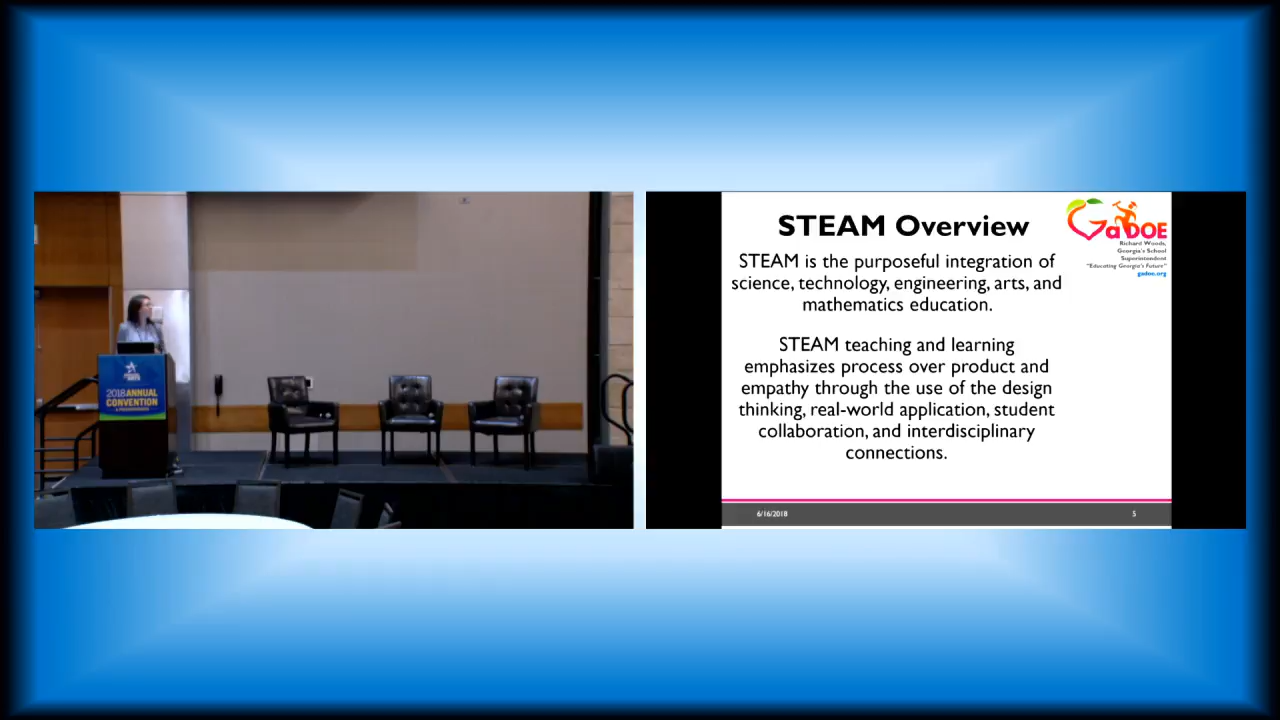 2018 ANNUAL
CONVENTION
STEAM Overview
STEAM is the purposeful integration of
science, technology, engineering, arts, and
mathematics education.
STEAM teaching and learning
emphasizes process over product and
empathy through the use of the design
thinking, real-world application, student
collaboration, and interdisciplinary
connections.
GaDOE
Richard Woods,
Georgia's School
Superintendent
"Educating Georgia's Future"
gadoe.org
6/16/2018
5